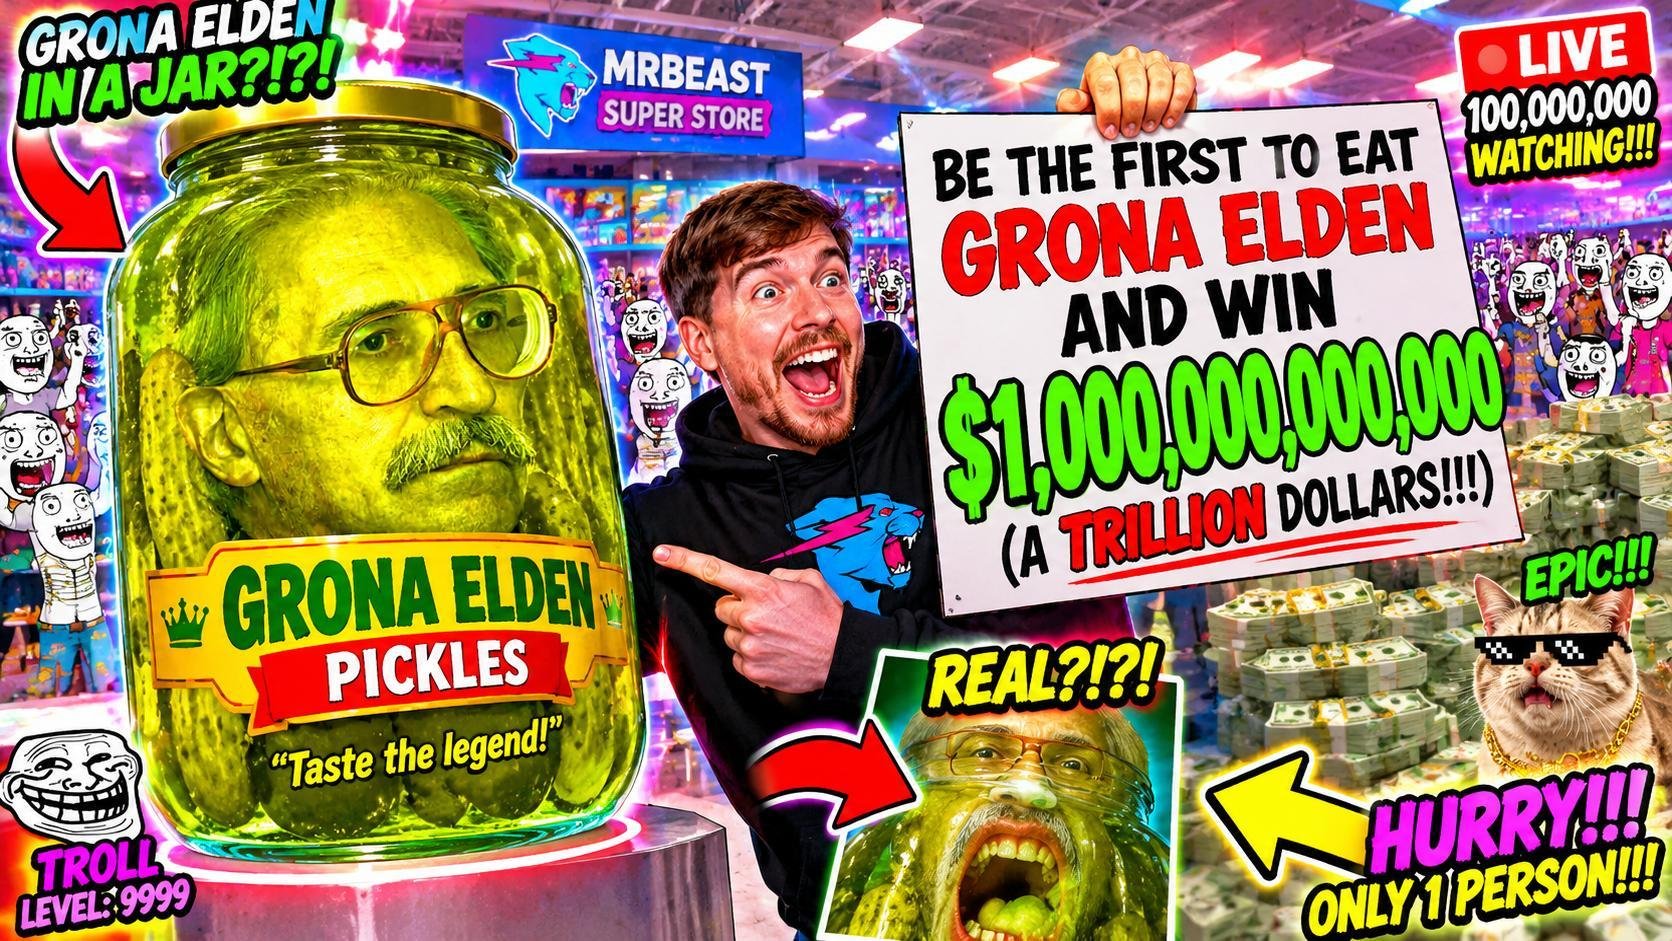 GRONA ELDEN
IN A JAR?!?!
MRBEAST
SUPER STORE
BE THE FIRST TO EAT
GRONA ELDEN
AND WIN
$1,000,000,000,000
(A TRILLION DOLLARS!!!)
LIVE
100,000,000
WATCHING!!!
GRONA ELDEN
PICKLES
“Taste the legend!”
REAL?!?!
EPIC!!!
HURRY!!!
ONLY 1 PERSON!!!
TROLL
LEVEL: 9999